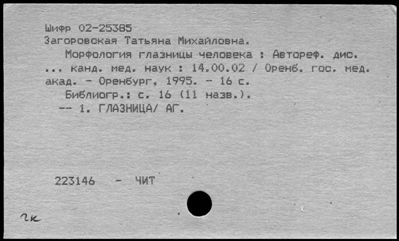 Шифр 02-25385
Загоровская Татьяна Михайловна.
Морфология глазницы человека : Автореф. дис.
... канд. мед. наук : 14.00.02 / Оренб. гос. мед.
акад. - Оренбург, 1995. - 16 с.
Библиогр.: с. 16 (11 назв.).
-- 1. ГЛАЗНИЦА/ АГ.
223146 - ЧИТ
гк